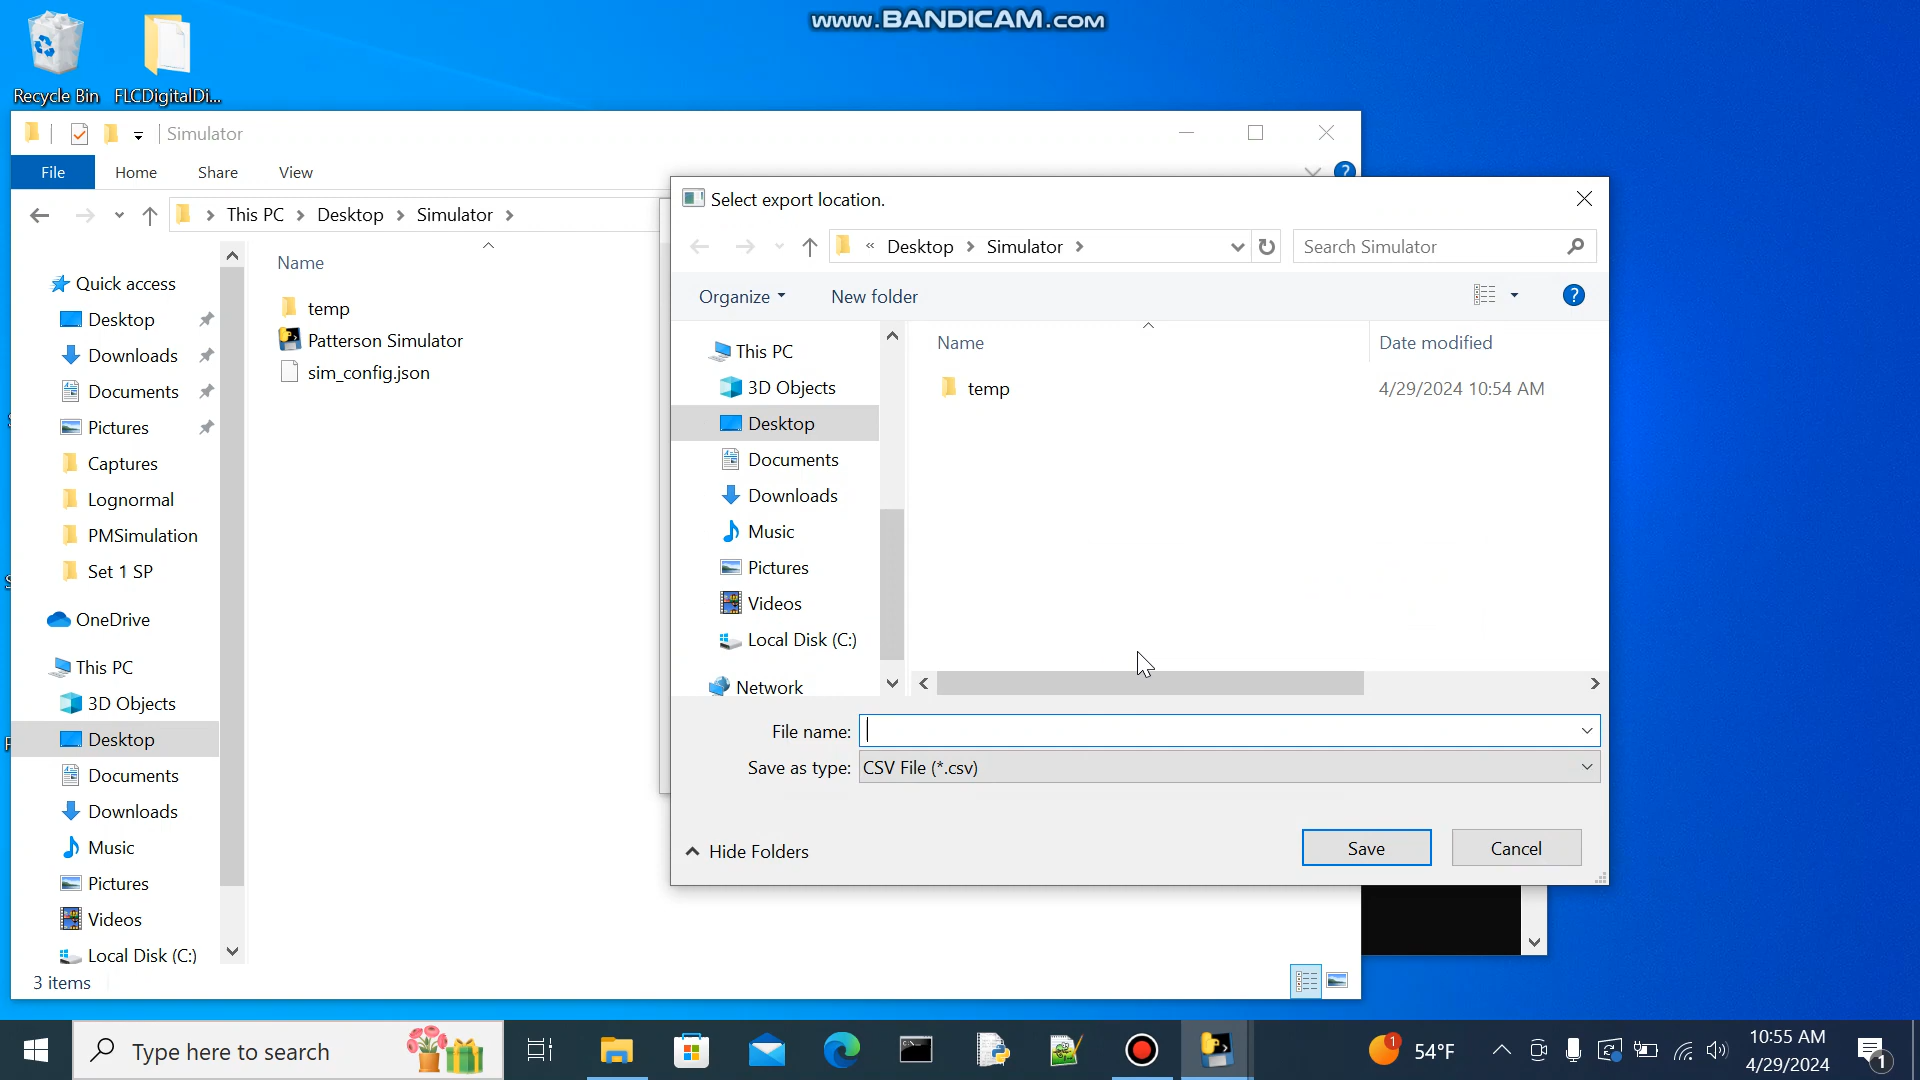 www.BANDICAM.com
Recycle Bin
FLCDigitalDi...
Simulator
File
Home
Share
View
?
This PC
Desktop
Simulator
Quick access
Desktop
Downloads
Documents
Pictures
Captures
Lognormal
PMSimulation
Set 1 SP
OneDrive
This PC
3D Objects
Desktop
Documents
Downloads
Music
Pictures
Videos
Local Disk (C:)
3 items
Name
temp
Patterson Simulator
sim_config.json
Select export location.
«
Desktop
Simulator
Search Simulator
Organize
New folder
?
This PC
3D Objects
Desktop
Documents
Downloads
Music
Pictures
Videos
Local Disk (C:)
Network
Name
Date modified
temp
4/29/2024 10:54 AM
File name:
Save as type:
CSV File (*.csv)
Hide Folders
Save
Cancel
Type here to search
1
54°F
10:55 AM
4/29/2024
1